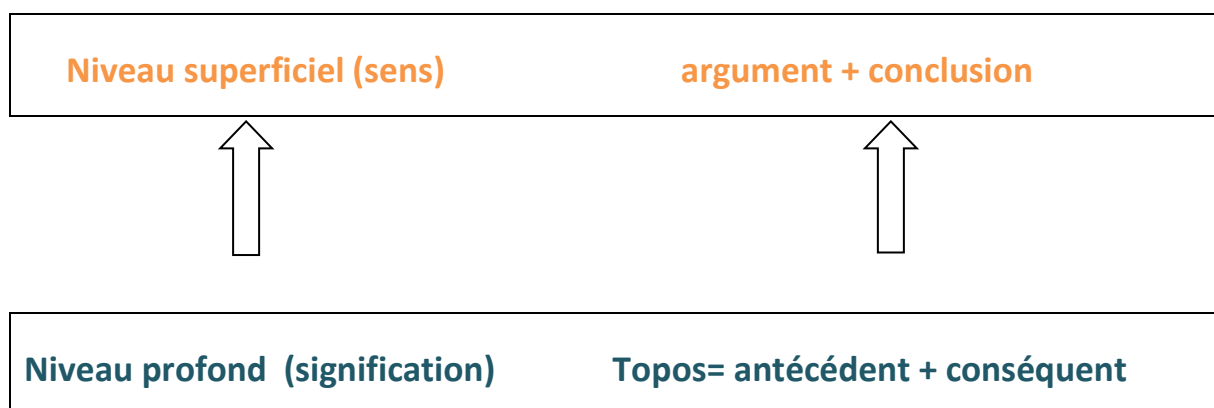 Niveau superficiel (sens) argument + conclusion
Niveau profond (signification) Topos= antécédent + conséquent